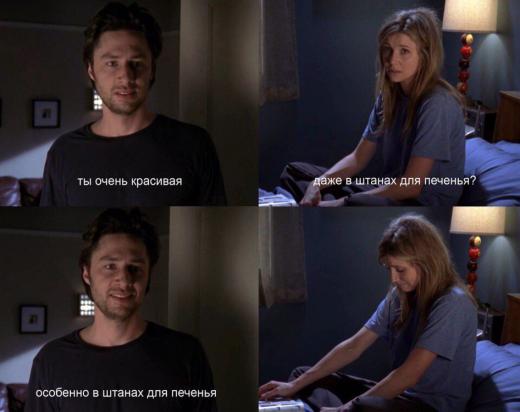 ты очень красивая
даже в штанах для печенья?
особенно в штанах для печенья